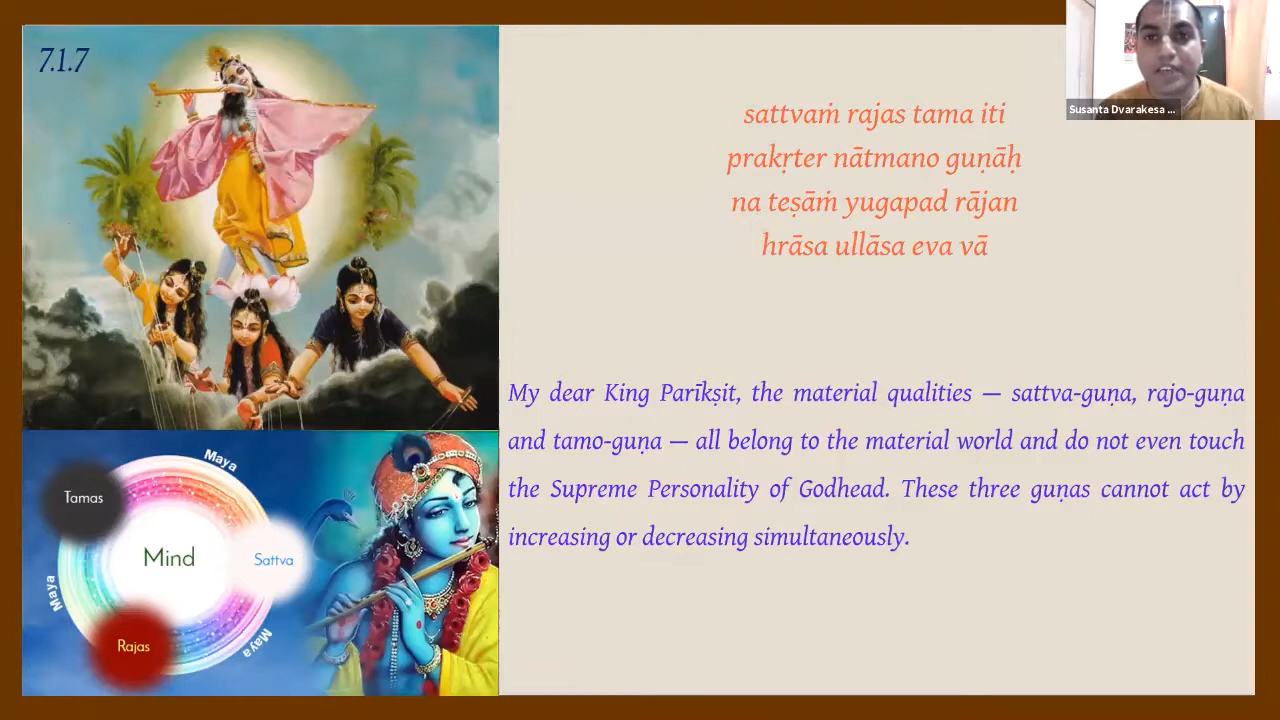 7.1.7
sattvaṁ rajas tama iti
prakṛter nātmano guṇāḥ
na teṣāṁ yugapad rājan
hrāsa ullāsa eva vā
My dear King Parīkṣit, the material qualities — sattva-guṇa, rajo-guṇa
and tamo-guṇa — all belong to the material world and do not even touch
the Supreme Personality of Godhead. These three guṇas cannot act by
increasing or decreasing simultaneously.
Maya
Tamas
Mind
Sattva
Maya
Rajas
Maya
Susanta Dvarakesa ...